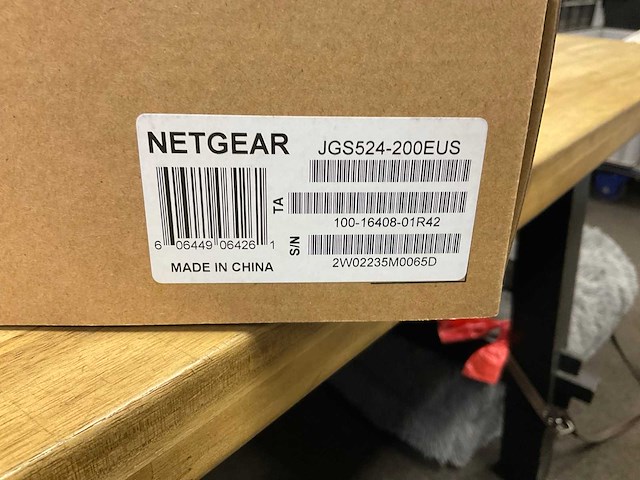 NETGEAR
JGS524-200EUS
TA
100-16408-01R42
6 06449 06426 1
S/N
2W02235M0065D
MADE IN CHINA